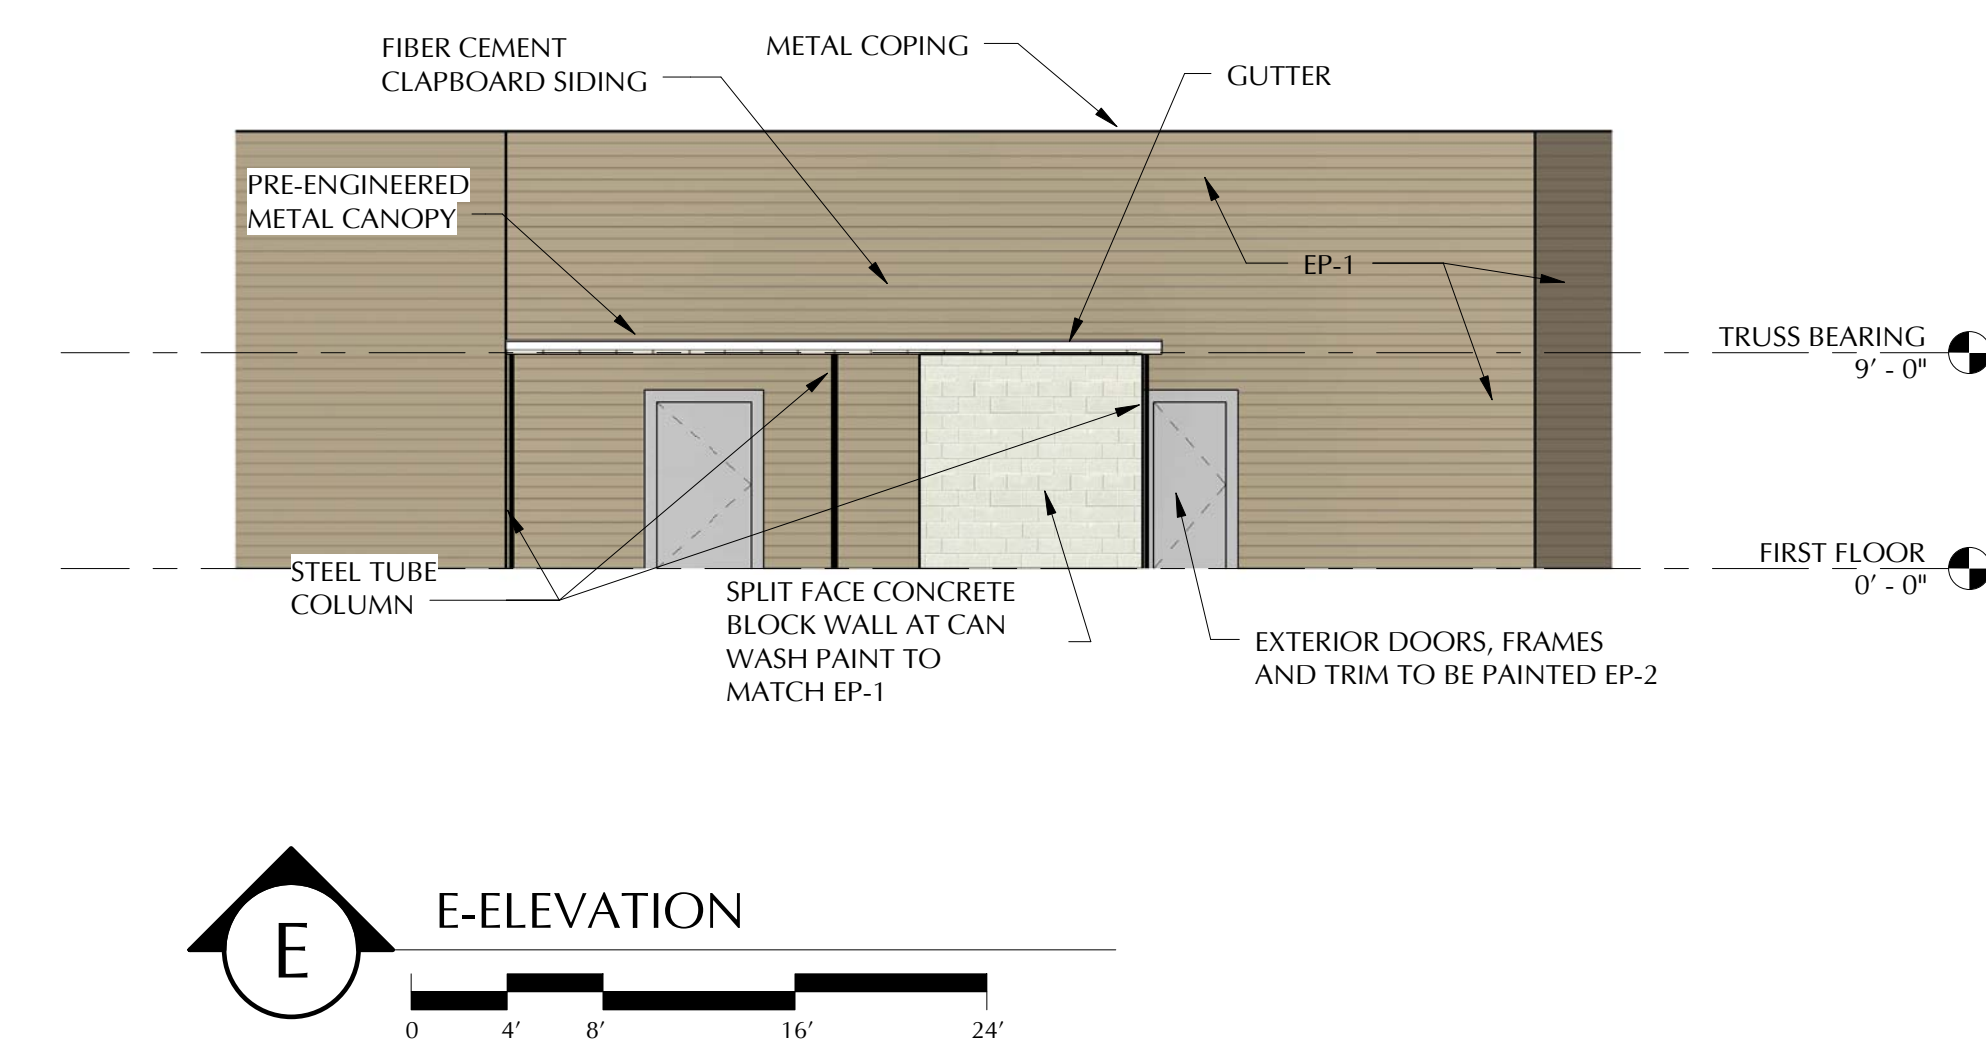 FIBER CEMENT
CLAPBOARD SIDING
METAL COPING
GUTTER
PRE-ENGINEERED
METAL CANOPY
EP-1
TRUSS BEARING
9' - 0"
FIRST FLOOR
0' - 0"
STEEL TUBE
COLUMN
SPLIT FACE CONCRETE
BLOCK WALL AT CAN
WASH PAINT TO
MATCH EP-1
EXTERIOR DOORS, FRAMES
AND TRIM TO BE PAINTED EP-2
E
E-ELEVATION
0 4' 8' 16' 24'